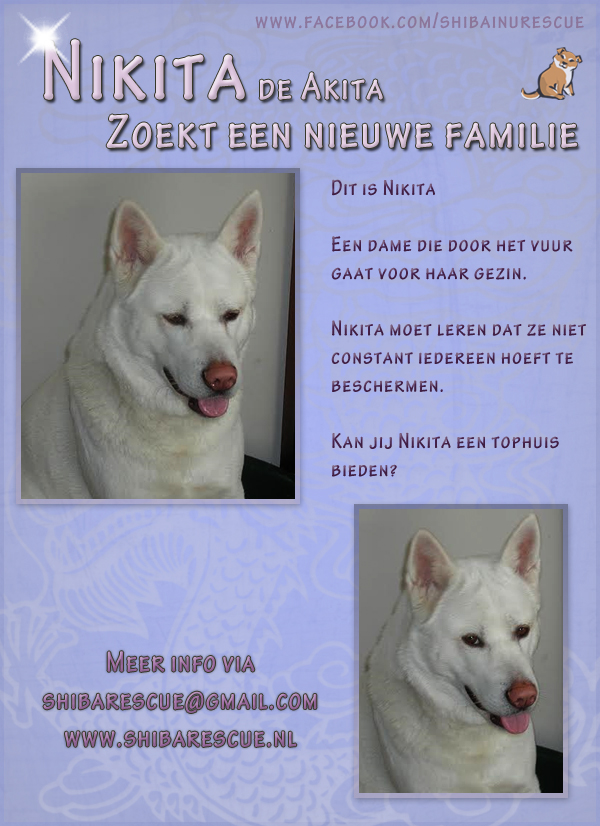 www.facebook.com/shibainurescue
Nikita de Akita
Zoekt een nieuwe familie
Dit is Nikita
Een dame die door het vuur
gaat voor haar gezin.
Nikita moet leren dat ze niet
constant iedereen hoeft te
beschermen.
Kan jij Nikita een tophuis
bieden?
Meer info via
shibarescue@gmail.com
www.shibarescue.nl